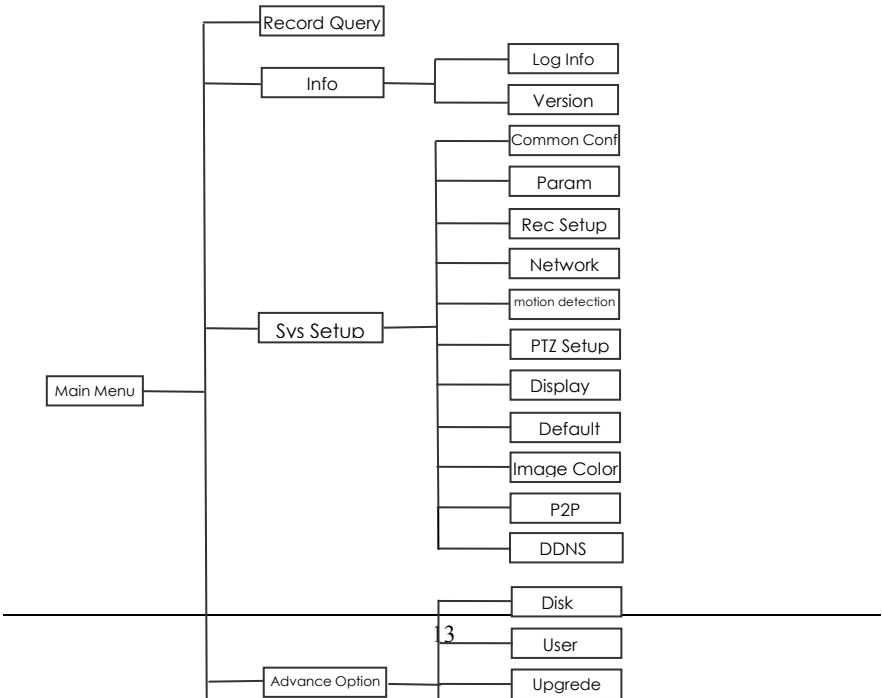 Record Query
Log Info
Info
Version
Common Conf
Param
Rec Setup
Network
motion detection
Sys Setup
PTZ Setup
Main Menu
Display
Default
Image Color
P2P
DDNS
Disk
13
User
Advance Option
Upgrede